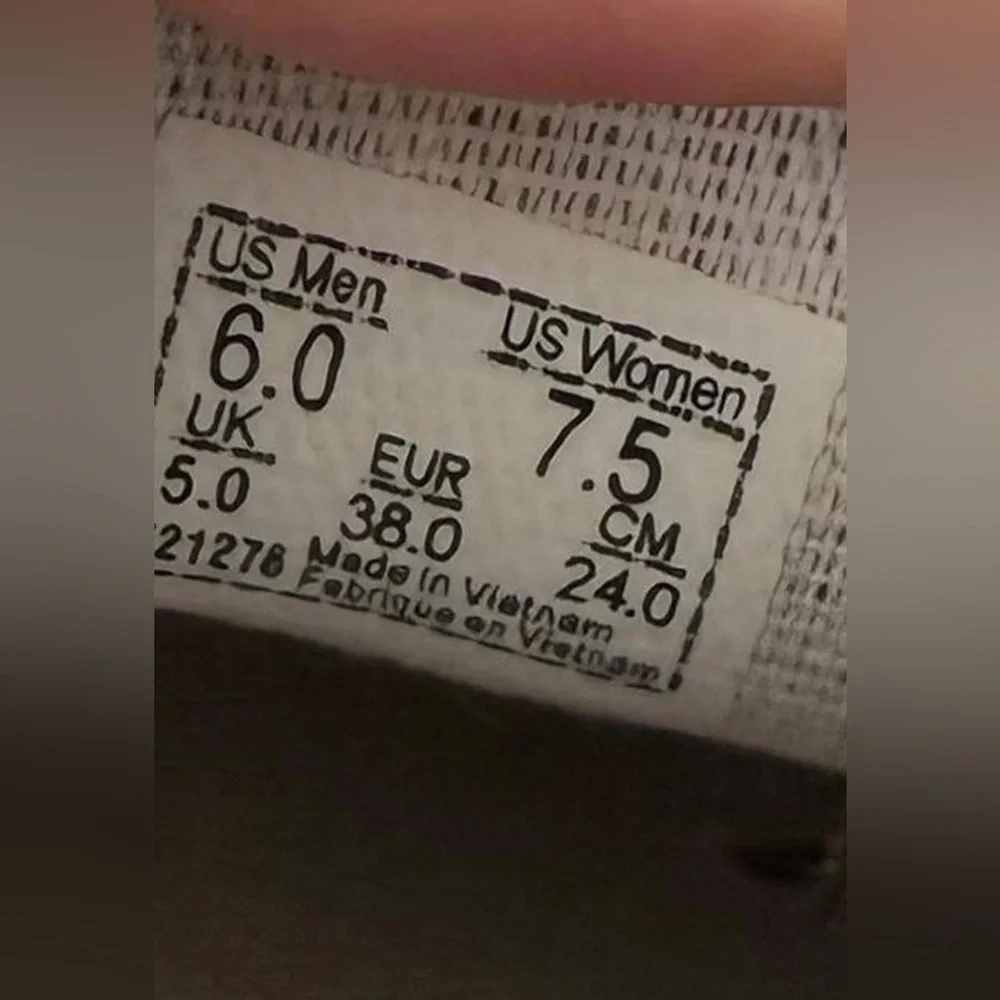 US Men US Women
6.0 7.5
UK EUR CM
5.0 38.0 24.0
21278 Made in Vietnam
Fabrique en Vietnam